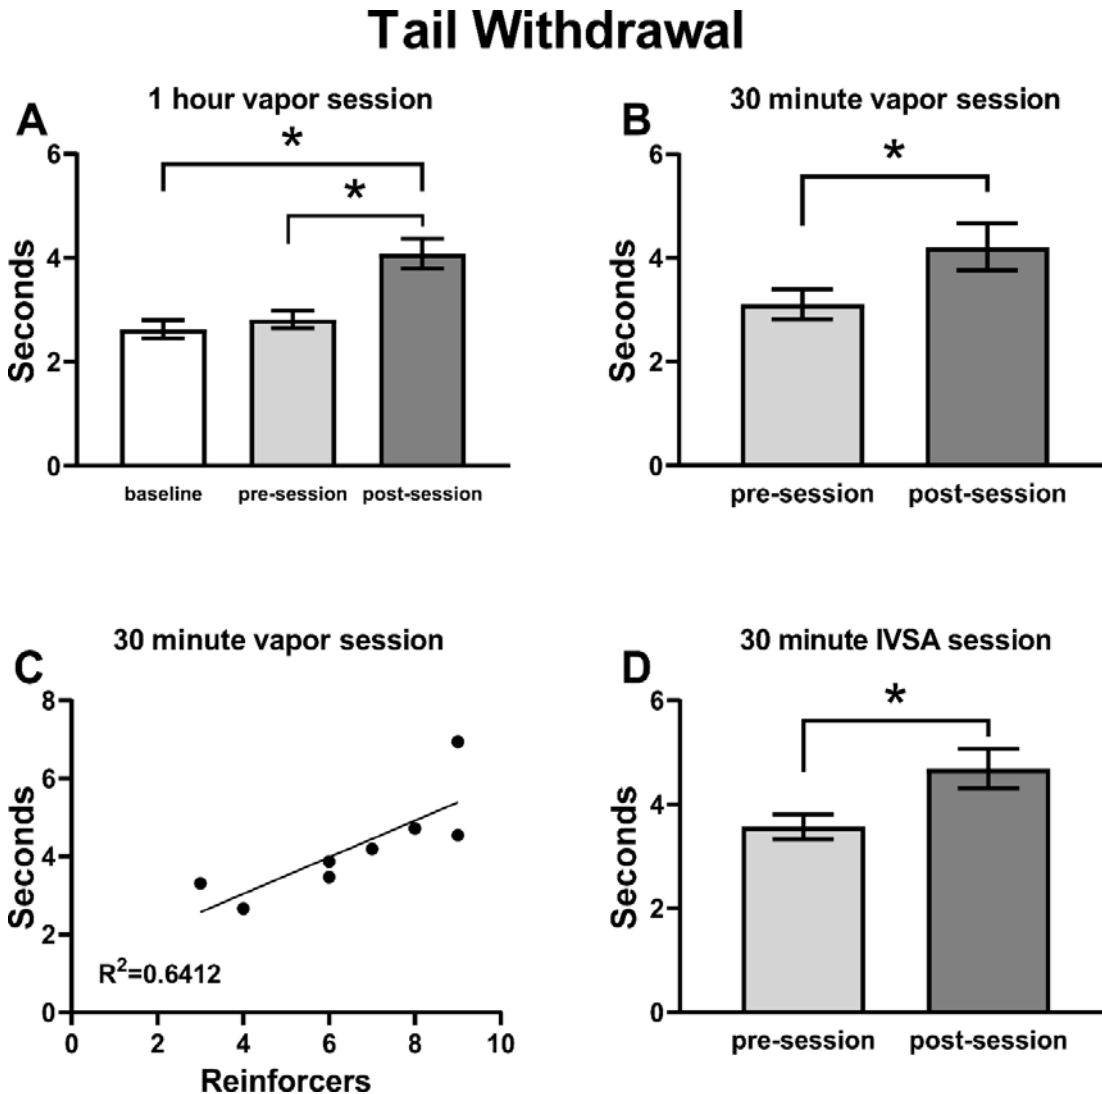 Tail Withdrawal
A
1 hour vapor session
*
*
6
4
2
0
Seconds
baseline pre-session post-session
B
30 minute vapor session
*
6
4
2
0
Seconds
pre-session post-session
C
30 minute vapor session
8
6
4
2
0
Seconds
R²=0.6412
0 2 4 6 8 10
Reinforcers
D
30 minute IVSA session
*
6
4
2
0
Seconds
pre-session post-session